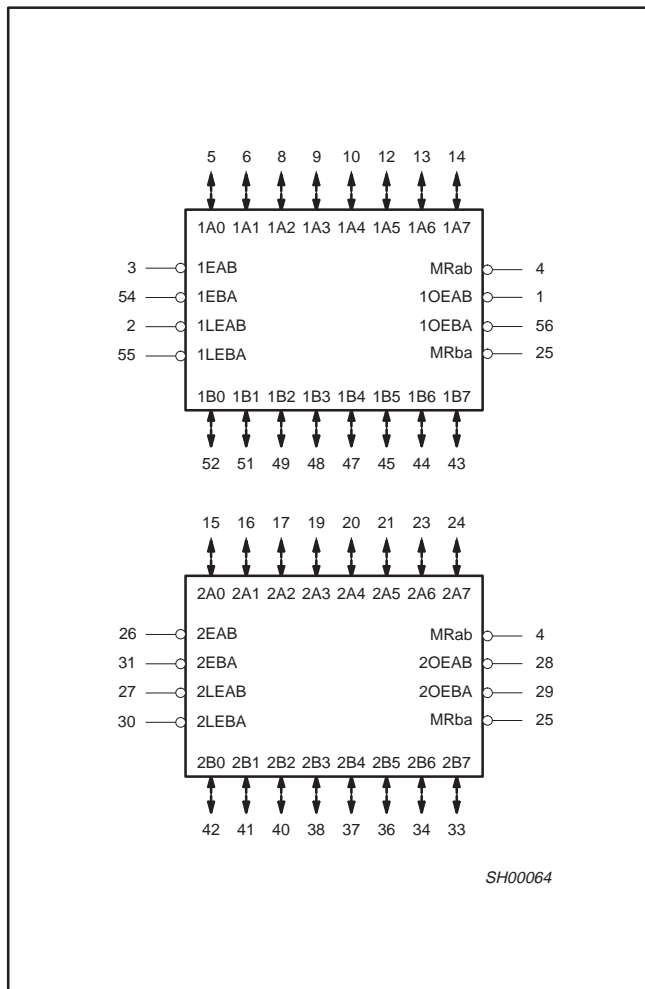 5 6 8 9 10 12 13 14
1A0 1A1 1A2 1A3 1A4 1A5 1A6 1A7
3 1EAB MRab 4
54 1EBA 1OEAB 1
2 1LEAB 1OEBA 56
55 1LEBA MRba 25
1B0 1B1 1B2 1B3 1B4 1B5 1B6 1B7
52 51 49 48 47 45 44 43
15 16 17 19 20 21 23 24
2A0 2A1 2A2 2A3 2A4 2A5 2A6 2A7
26 2EAB MRab 4
31 2EBA 2OEAB 28
27 2LEAB 2OEBA 29
30 2LEBA MRba 25
2B0 2B1 2B2 2B3 2B4 2B5 2B6 2B7
42 41 40 38 37 36 34 33
SH00064